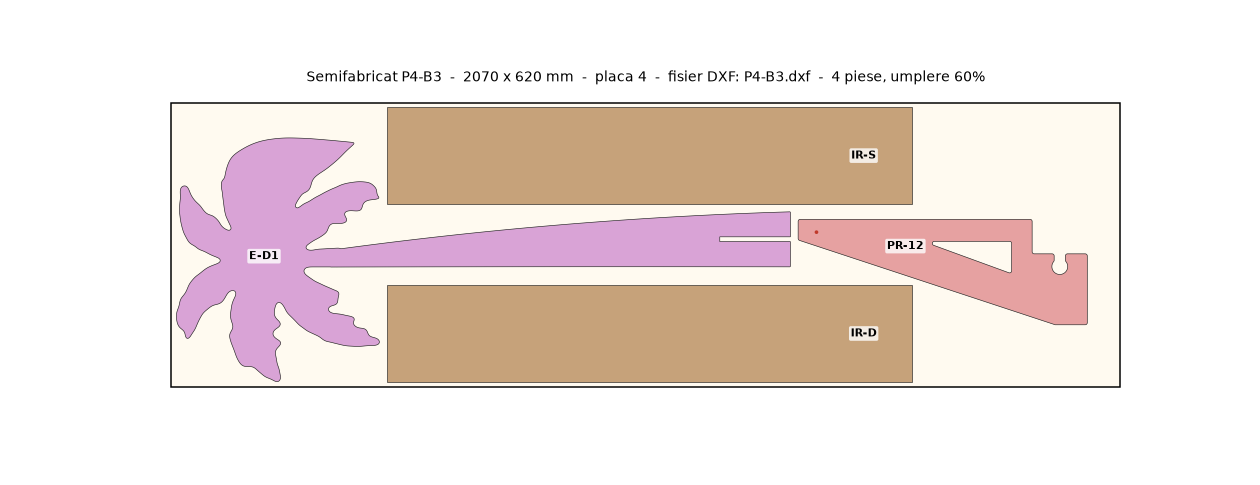 Semifabricat P4-B3 - 2070 x 620 mm - placa 4 - fisier DXF: P4-B3.dxf - 4 piese, umplere 60%
IR-S
PR-12
E-D1
IR-D